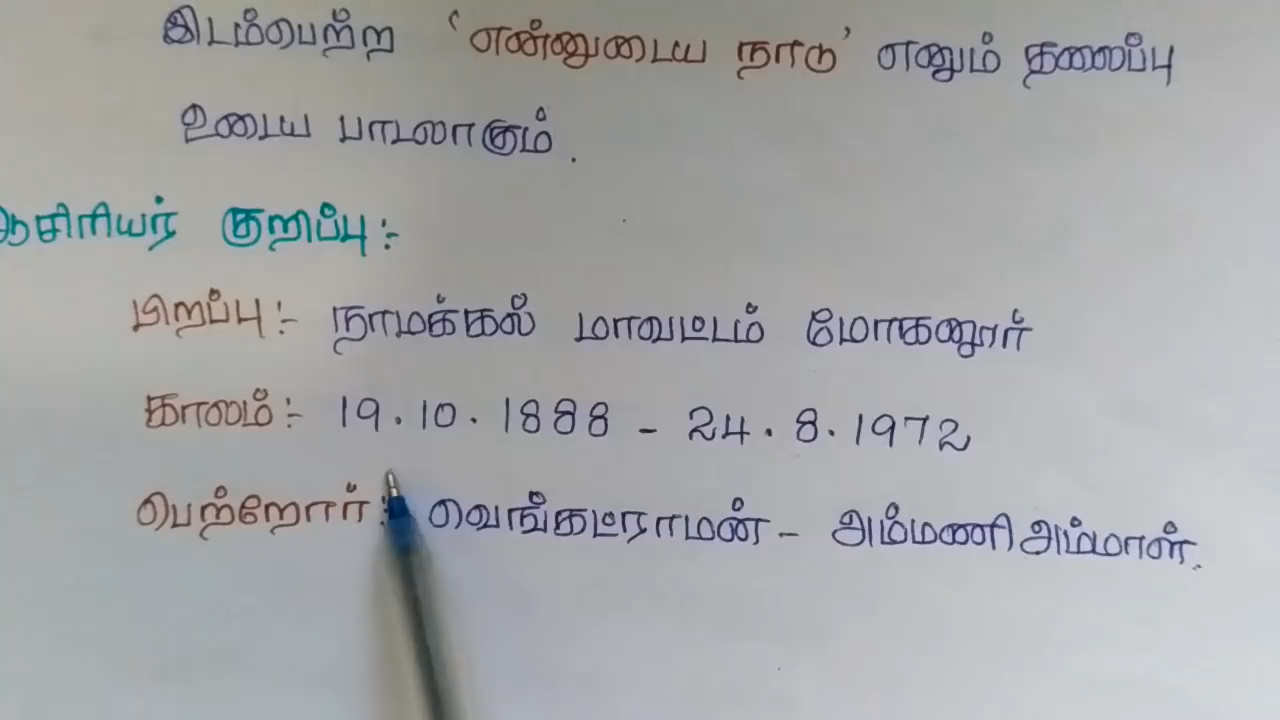 இடம்பெற்ற 'என்னுடைய நாடு' எனும் தலைப்பு
உடைய பாடலாகும்.
ஆசிரியர் குறிப்பு:-
பிறப்பு:- நாமக்கல் மாவட்டம் மோகனூர்
காலம்:- 19.10.1888 - 24.8.1972
பெற்றோர்: வெங்கட்ராமன் - அம்மணிஅம்மாள்.